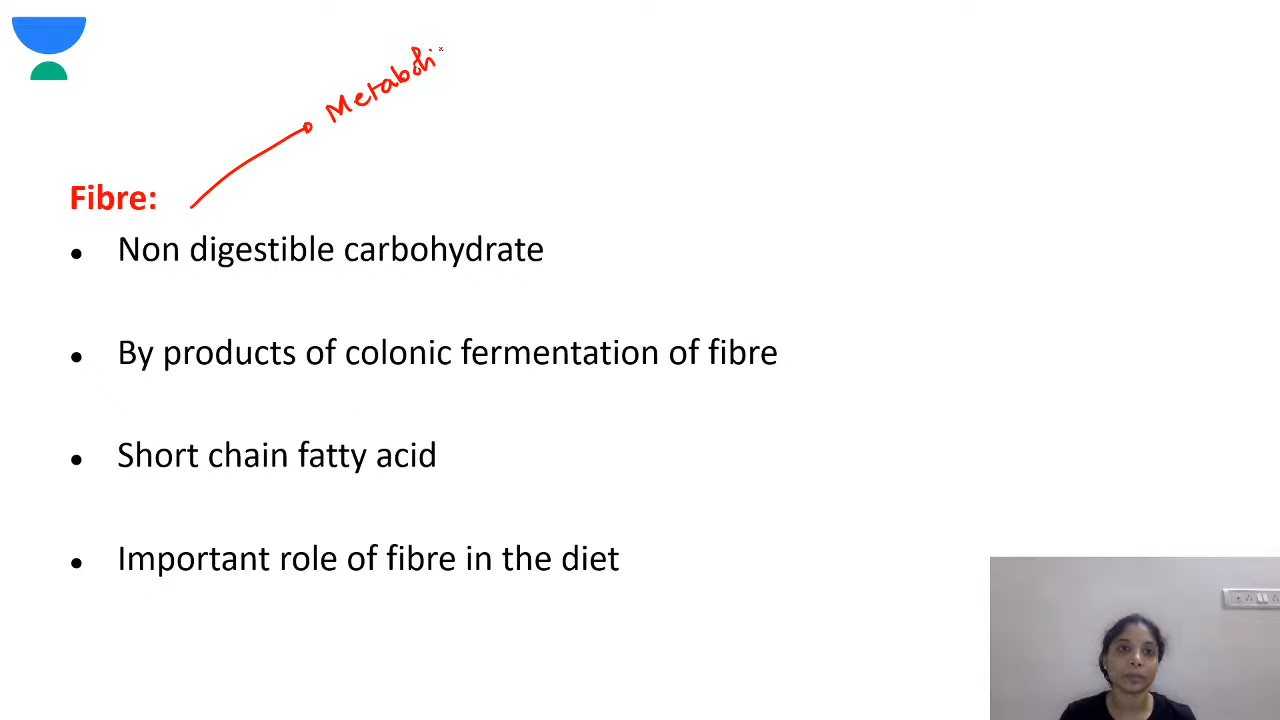 Metaboli
Fibre:
Non digestible carbohydrate
By products of colonic fermentation of fibre
Short chain fatty acid
Important role of fibre in the diet